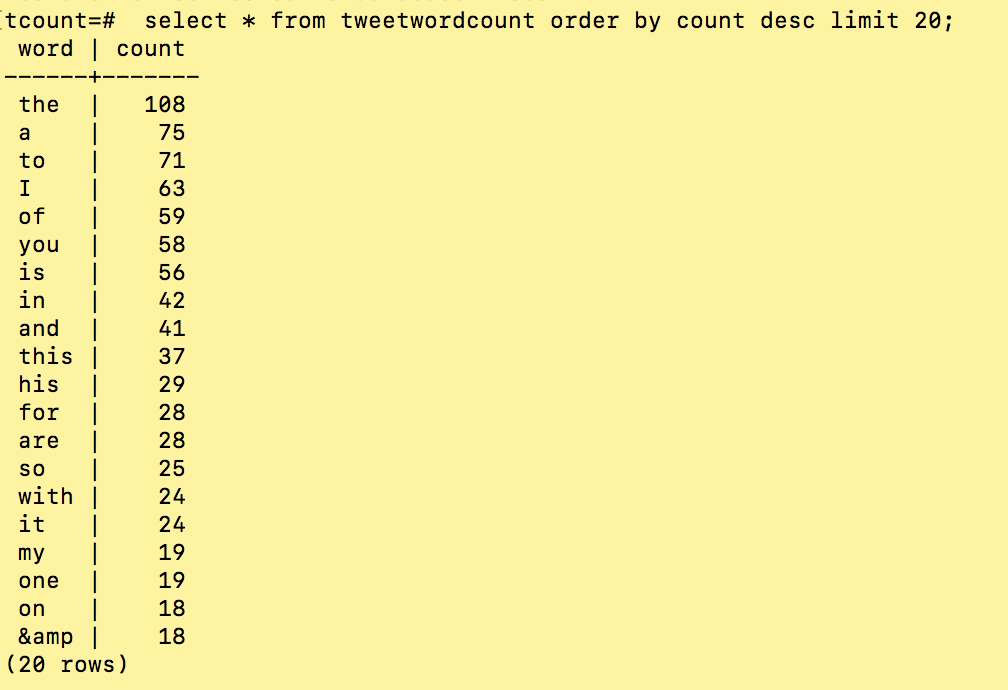 tcount=#  select * from tweetwordcount order by count desc limit 20;
 word | count
------+-------
 the  |   108
 a    |    75
 to   |    71
 I    |    63
 of   |    59
 you  |    58
 is   |    56
 in   |    42
 and  |    41
 this |    37
 his  |    29
 for  |    28
 are  |    28
 so   |    25
 with |    24
 it   |    24
 my   |    19
 one  |    19
 on   |    18
 &amp |    18
(20 rows)